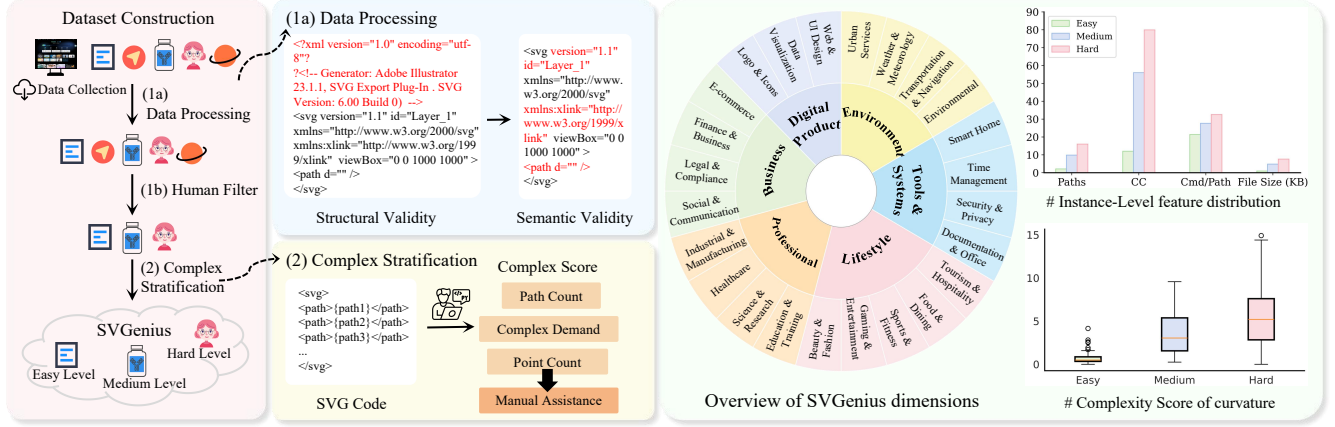 Dataset Construction
Data Collection
(1a)
Data Processing
(1b) Human Filter
(2) Complex
Stratification
SVGenius
Hard Level
Easy Level
Medium Level
(1a) Data Processing
<?xml version="1.0" encoding="utf-
8"?
?<!-- Generator: Adobe Illustrator
23.1.1, SVG Export Plug-In . SVG
Version: 6.00 Build 0)  -->
<svg version="1.1" id="Layer_1"
xmlns="http://www.w3.org/2000/svg"
xmlns:xlink="http://www.w3.org/199
9/xlink"  viewBox="0 0 1000 1000" >
<path d="" />
</svg>
Structural Validity
<svg version="1.1"
id="Layer_1"
xmlns="http://www.
w3.org/2000/svg"
xmlns:xlink="http://
www.w3.org/1999/x
link"  viewBox="0 0
1000 1000" >
<path d="" />
</svg>
Semantic Validity
(2) Complex Stratification
<svg>
<path>{path1}</path>
<path>{path2}</path>
<path>{path3}</path>
...
</svg>
SVG Code
Complex Score
Path Count
Complex Demand
Point Count
Manual Assistance
Digital
Product
Environment
Tools &
Systems
Lifestyle
Professional
Business
Web &
UI Design
Data
Visualization
Logo & Icons
Urban
Services
Weather &
Meteorology
Transportation
& Navigation
Environmental
Smart Home
Time
Management
Security &
Privacy
Documentation
& Office
Tourism &
Hospitality
Food &
Dining
Sports &
Fitness
Gaming &
Entertainment
Beauty &
Fashion
Education &
Training
Science &
Research
Healthcare
Industrial &
Manufacturing
Social &
Communication
Legal &
Compliance
Finance &
Business
E-commerce
Overview of SVGenius dimensions
Easy
Medium
Hard
90
80
70
60
50
40
30
20
10
0
Paths CC Cmd/Path File Size (KB)
# Instance-Level feature distribution
15
10
5
0
Easy Medium Hard
# Complexity Score of curvature